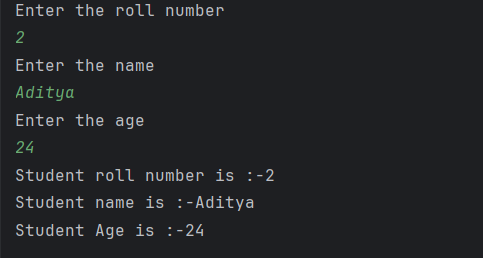 Enter the roll number
2
Enter the name
Aditya
Enter the age
24
Student roll number is :-2
Student name is :-Aditya
Student Age is :-24